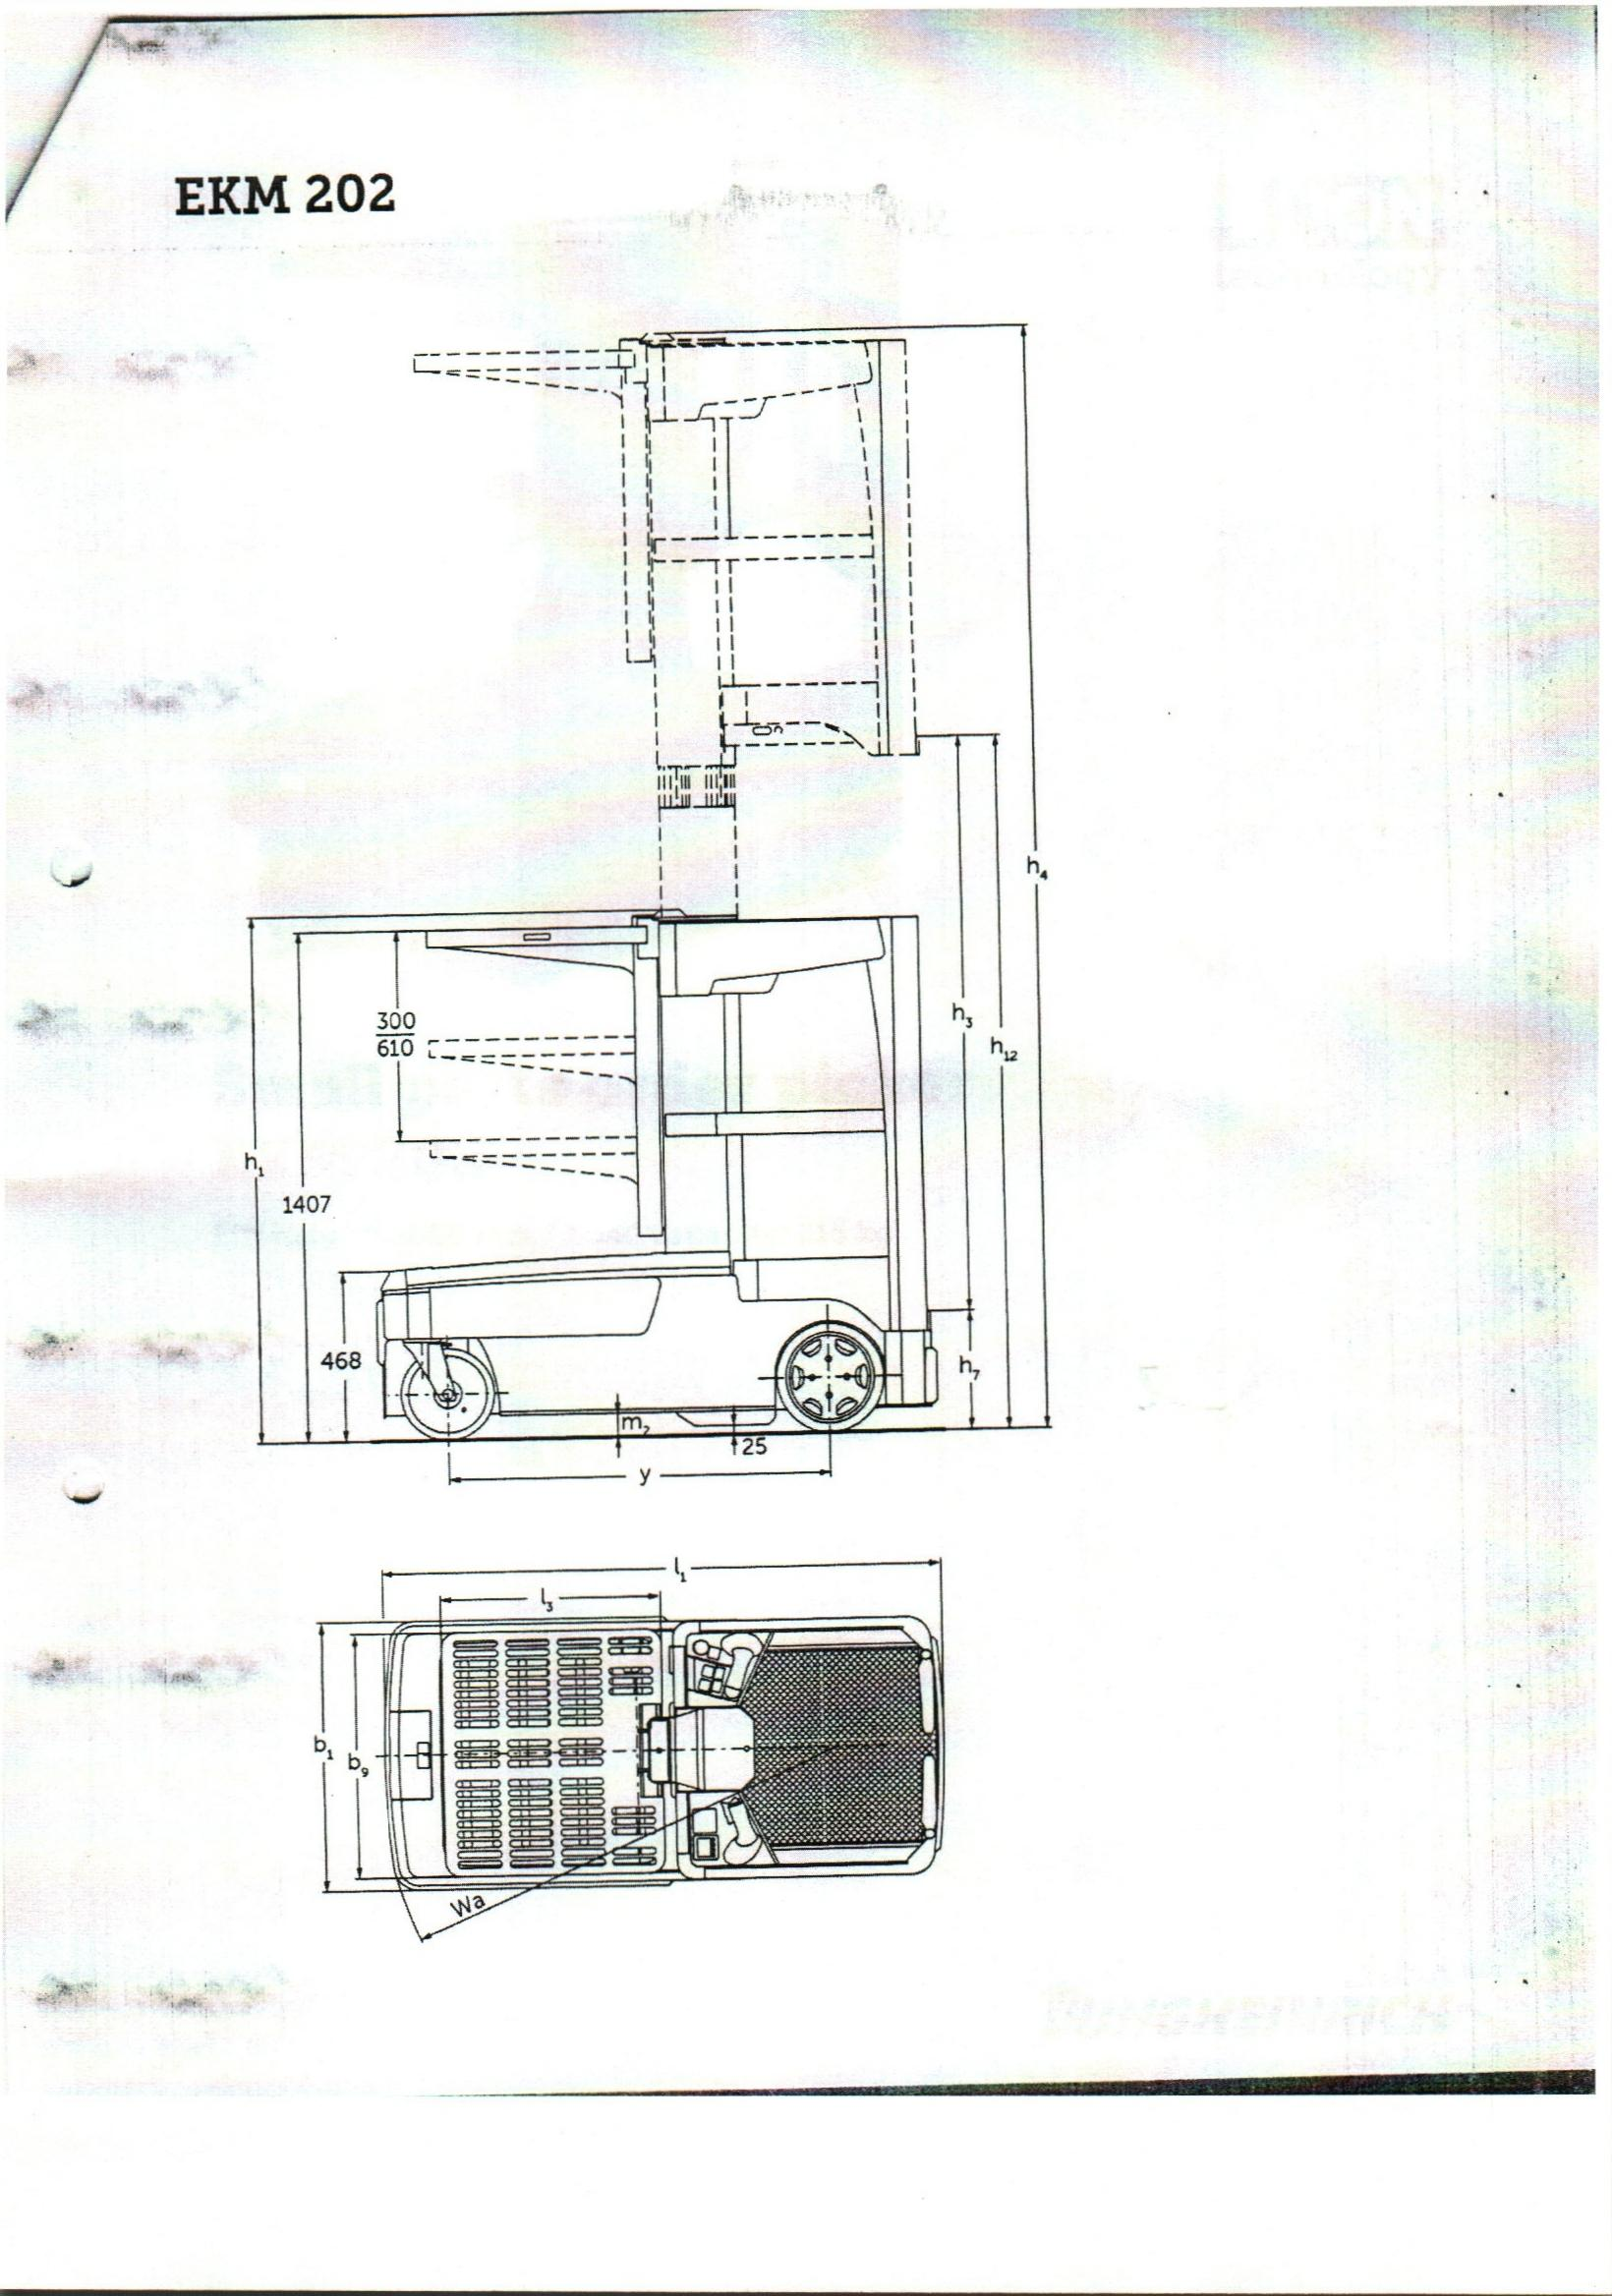 EKM 202
h₄
300
610
h₃
h₁₂
h₁
1407
468
h₇
m₂
25
y
l₁
l₃
b₁
b₉
Wa